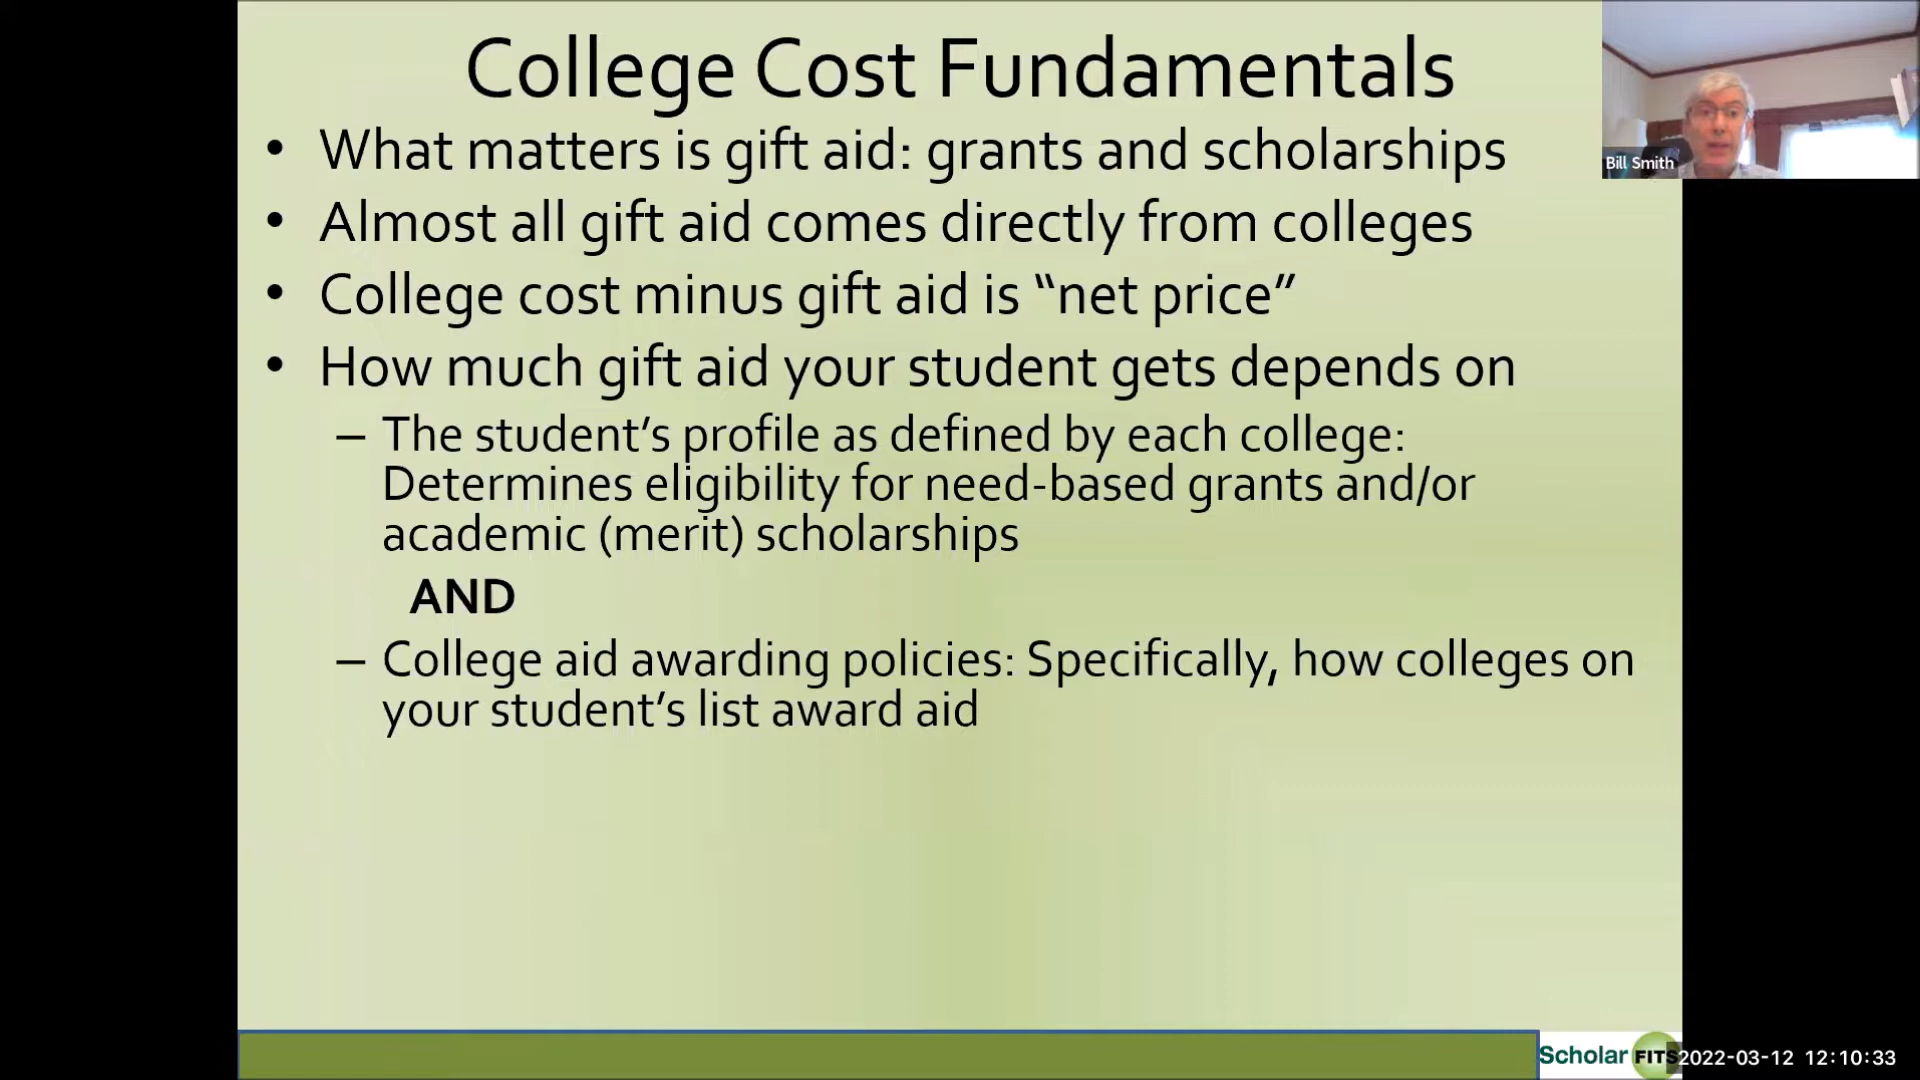 College Cost Fundamentals
• What matters is gift aid: grants and scholarships
• Almost all gift aid comes directly from colleges
• College cost minus gift aid is “net price”
• How much gift aid your student gets depends on
– The student’s profile as defined by each college:
Determines eligibility for need-based grants and/or
academic (merit) scholarships
AND
– College aid awarding policies: Specifically, how colleges on
your student’s list award aid
Bill Smith
Scholar FITS
2022-03-12 12:10:33